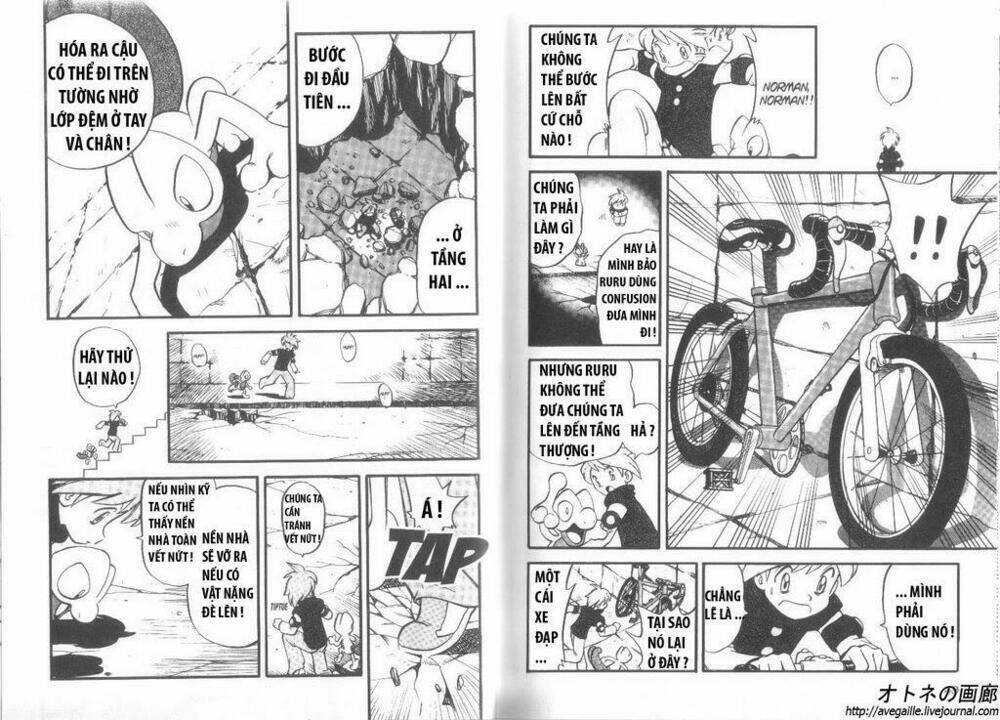 HÓA RA CẬU
CÓ THỂ ĐI TRÊN
TƯỜNG NHỜ
LỚP ĐỆM Ở TAY
VÀ CHÂN !
BƯỚC
ĐI ĐẦU
TIÊN ...
... Ở
TẦNG
HAI ...
HÃY THỬ
LẠI NÀO !
NẾU NHÌN KỸ
TA CÓ THỂ
THẤY NỀN
NHÀ TOÀN
VẾT NỨT !
NỀN NHÀ
SẼ VỠ RA
NẾU CÓ
VẬT NẶNG
ĐÈ LÊN !
CHÚNG TA
CẦN
TRÁNH
VẾT NỨT !
TIPTOE
Á !
TAP
CHÚNG TA
KHÔNG
THỂ BƯỚC
LÊN BẤT
CỨ CHỖ
NÀO !
NORMAN,
NORMAN!!
...
CHÚNG
TA PHẢI
LÀM GÌ
ĐÂY ?
HAY LÀ
MÌNH BẢO
RURU DÙNG
CONFUSION
ĐƯA MÌNH
ĐI !
!!
NHƯNG RURU
KHÔNG THỂ
ĐƯA CHÚNG TA
LÊN ĐẾN TẦNG
THƯỢNG !
HẢ ?
MỘT
CÁI
XE
ĐẠP
...
TẠI SAO
NÓ LẠI
Ở ĐÂY ?
CHẲNG
LẼ LÀ ...
... MÌNH
PHẢI
DÙNG NÓ !
オトネの画廊
http://avegaille.livejournal.com